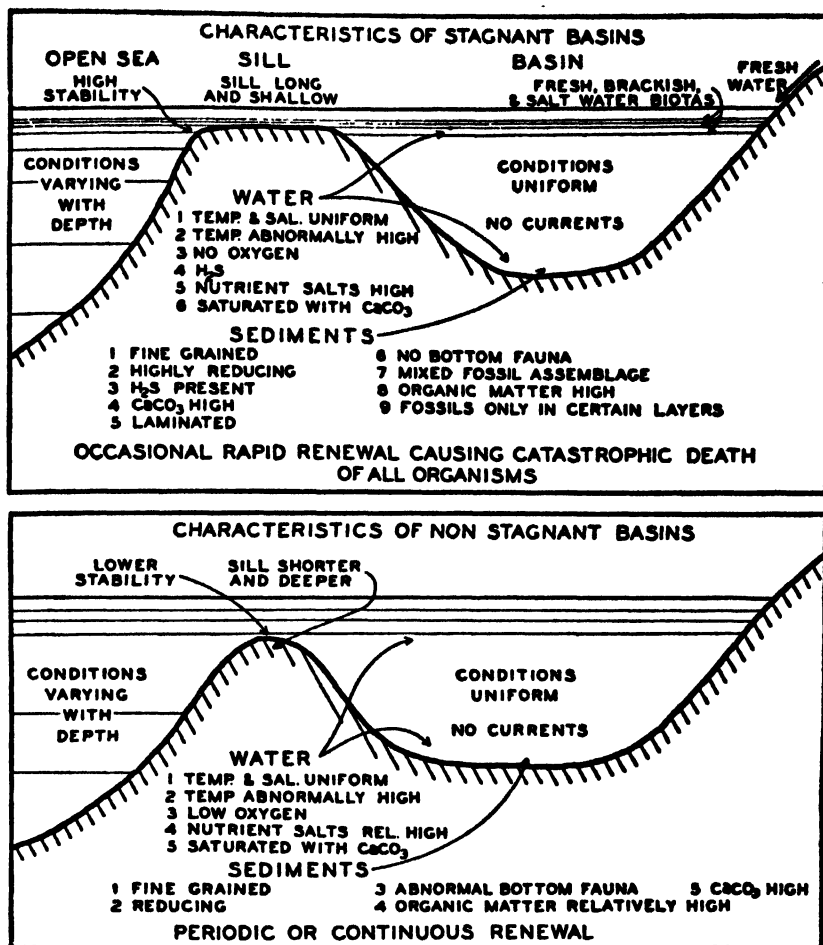 CHARACTERISTICS OF STAGNANT BASINS
OPEN SEA SILL BASIN FRESH WATER
HIGH STABILITY
SILL LONG AND SHALLOW
FRESH, BRACKISH, & SALT WATER BIOTAS
CONDITIONS
VARYING
WITH
DEPTH
CONDITIONS
UNIFORM
NO CURRENTS
WATER
1 TEMP. & SAL. UNIFORM
2 TEMP. ABNORMALLY HIGH
3 NO OXYGEN
4 H₂S
5 NUTRIENT SALTS HIGH
6 SATURATED WITH CaCO₃
SEDIMENTS
1 FINE GRAINED
2 HIGHLY REDUCING
3 H₂S PRESENT
4 CaCO₃ HIGH
5 LAMINATED
6 NO BOTTOM FAUNA
7 MIXED FOSSIL ASSEMBLAGE
8 ORGANIC MATTER HIGH
9 FOSSILS ONLY IN CERTAIN LAYERS
OCCASIONAL RAPID RENEWAL CAUSING CATASTROPHIC DEATH
OF ALL ORGANISMS
CHARACTERISTICS OF NON STAGNANT BASINS
LOWER
STABILITY
SILL SHORTER
AND DEEPER
CONDITIONS
VARYING
WITH
DEPTH
CONDITIONS
UNIFORM
NO CURRENTS
WATER
1 TEMP. & SAL. UNIFORM
2 TEMP ABNORMALLY HIGH
3 LOW OXYGEN
4 NUTRIENT SALTS REL. HIGH
5 SATURATED WITH CaCO₃
SEDIMENTS
1 FINE GRAINED 3 ABNORMAL BOTTOM FAUNA 5 CaCO₃ HIGH
2 REDUCING 4 ORGANIC MATTER RELATIVELY HIGH
PERIODIC OR CONTINUOUS RENEWAL